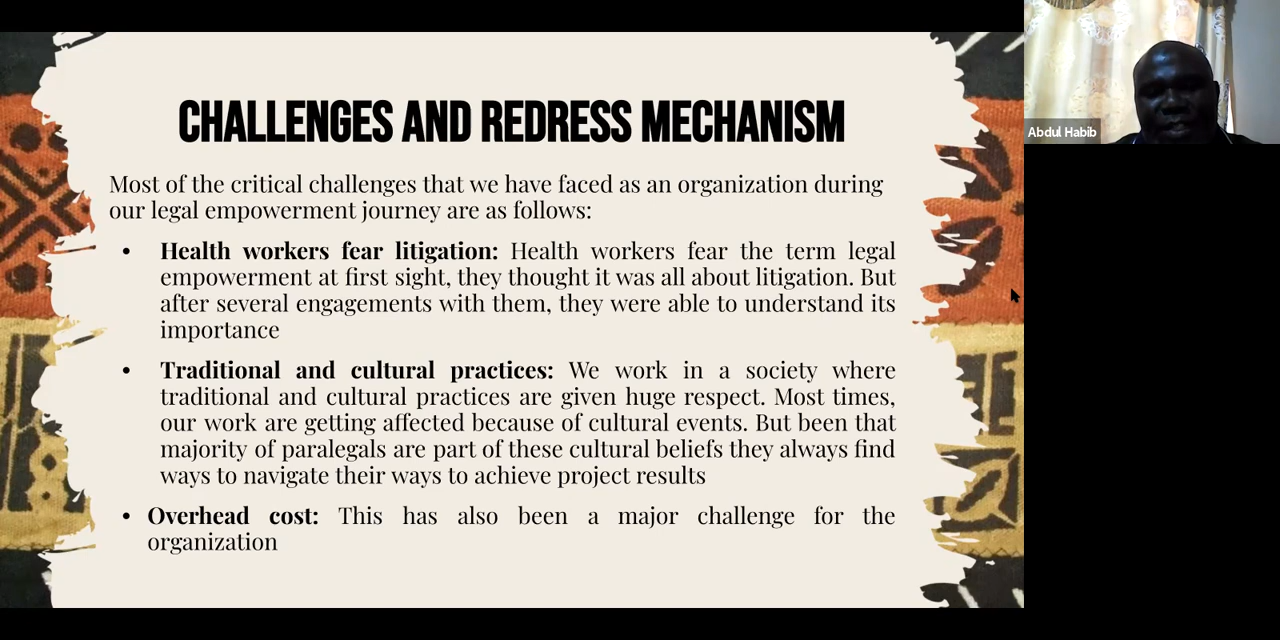 CHALLENGES AND REDRESS MECHANISM
Most of the critical challenges that we have faced as an organization during
our legal empowerment journey are as follows:
• Health workers fear litigation: Health workers fear the term legal
empowerment at first sight, they thought it was all about litigation. But
after several engagements with them, they were able to understand its
importance
• Traditional and cultural practices: We work in a society where
traditional and cultural practices are given huge respect. Most times,
our work are getting affected because of cultural events. But been that
majority of paralegals are part of these cultural beliefs they always find
ways to navigate their ways to achieve project results
• Overhead cost: This has also been a major challenge for the
organization
Abdul Habib